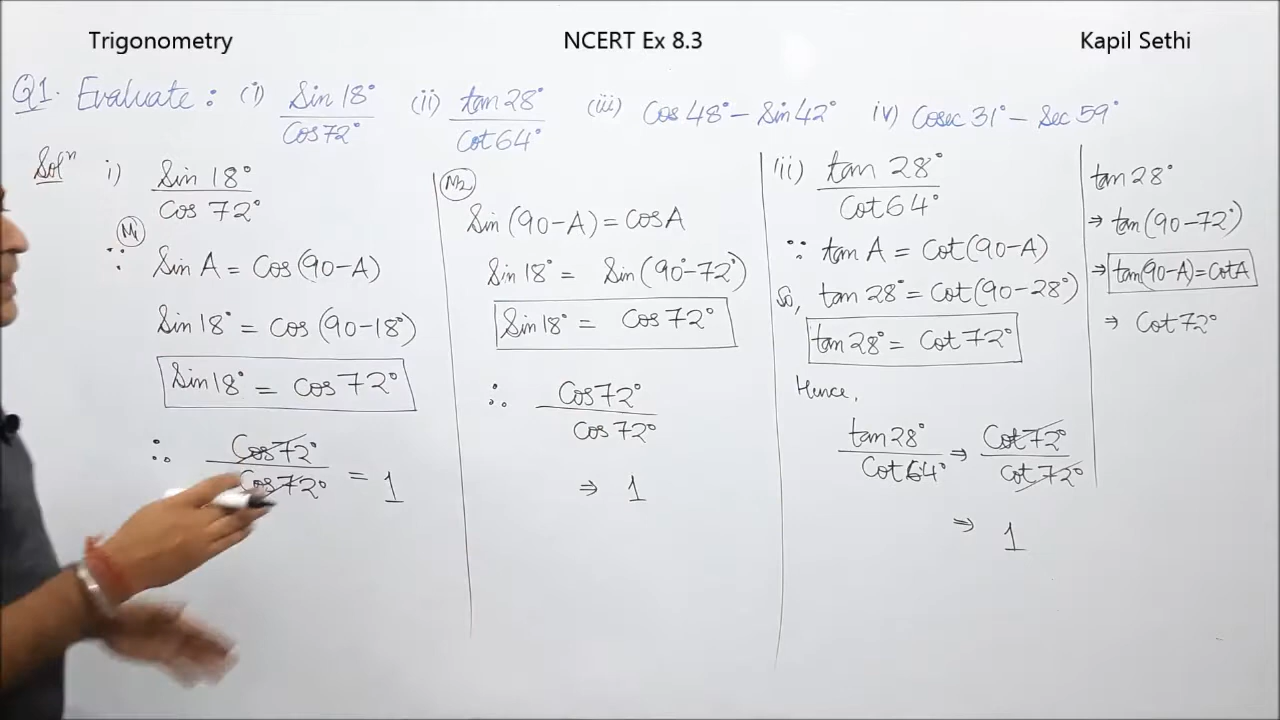 Trigonometry NCERT Ex 8.3 Kapil Sethi
Q1. Evaluate: (i) Sin 18° / Cos 72° (ii) tan 28° / Cot 64° (iii) Cos 48° - Sin 42° iv) Cosec 31° - Sec 59°
Solⁿ i) Sin 18° / Cos 72°
M1
∵ Sin A = Cos (90-A)
Sin 18° = Cos (90-18°)
Sin 18° = Cos 72°
∴ Cos 72° / Cos 72° = 1
M2
Sin (90-A) = Cos A
Sin 18° = Sin (90°-72°)
Sin 18° = Cos 72°
∴ Cos 72° / Cos 72°
⇒ 1
ii) tan 28° / Cot 64°
∵ tan A = Cot (90-A)
So, tan 28° = Cot (90-28°)
tan 28° = Cot 72°
Hence,
tan 28° / Cot 64° ⇒ Cot 72° / Cot 72°
⇒ 1
tan 28°
⇒ tan (90-72°)
⇒ tan (90-A) = Cot A
⇒ Cot 72°